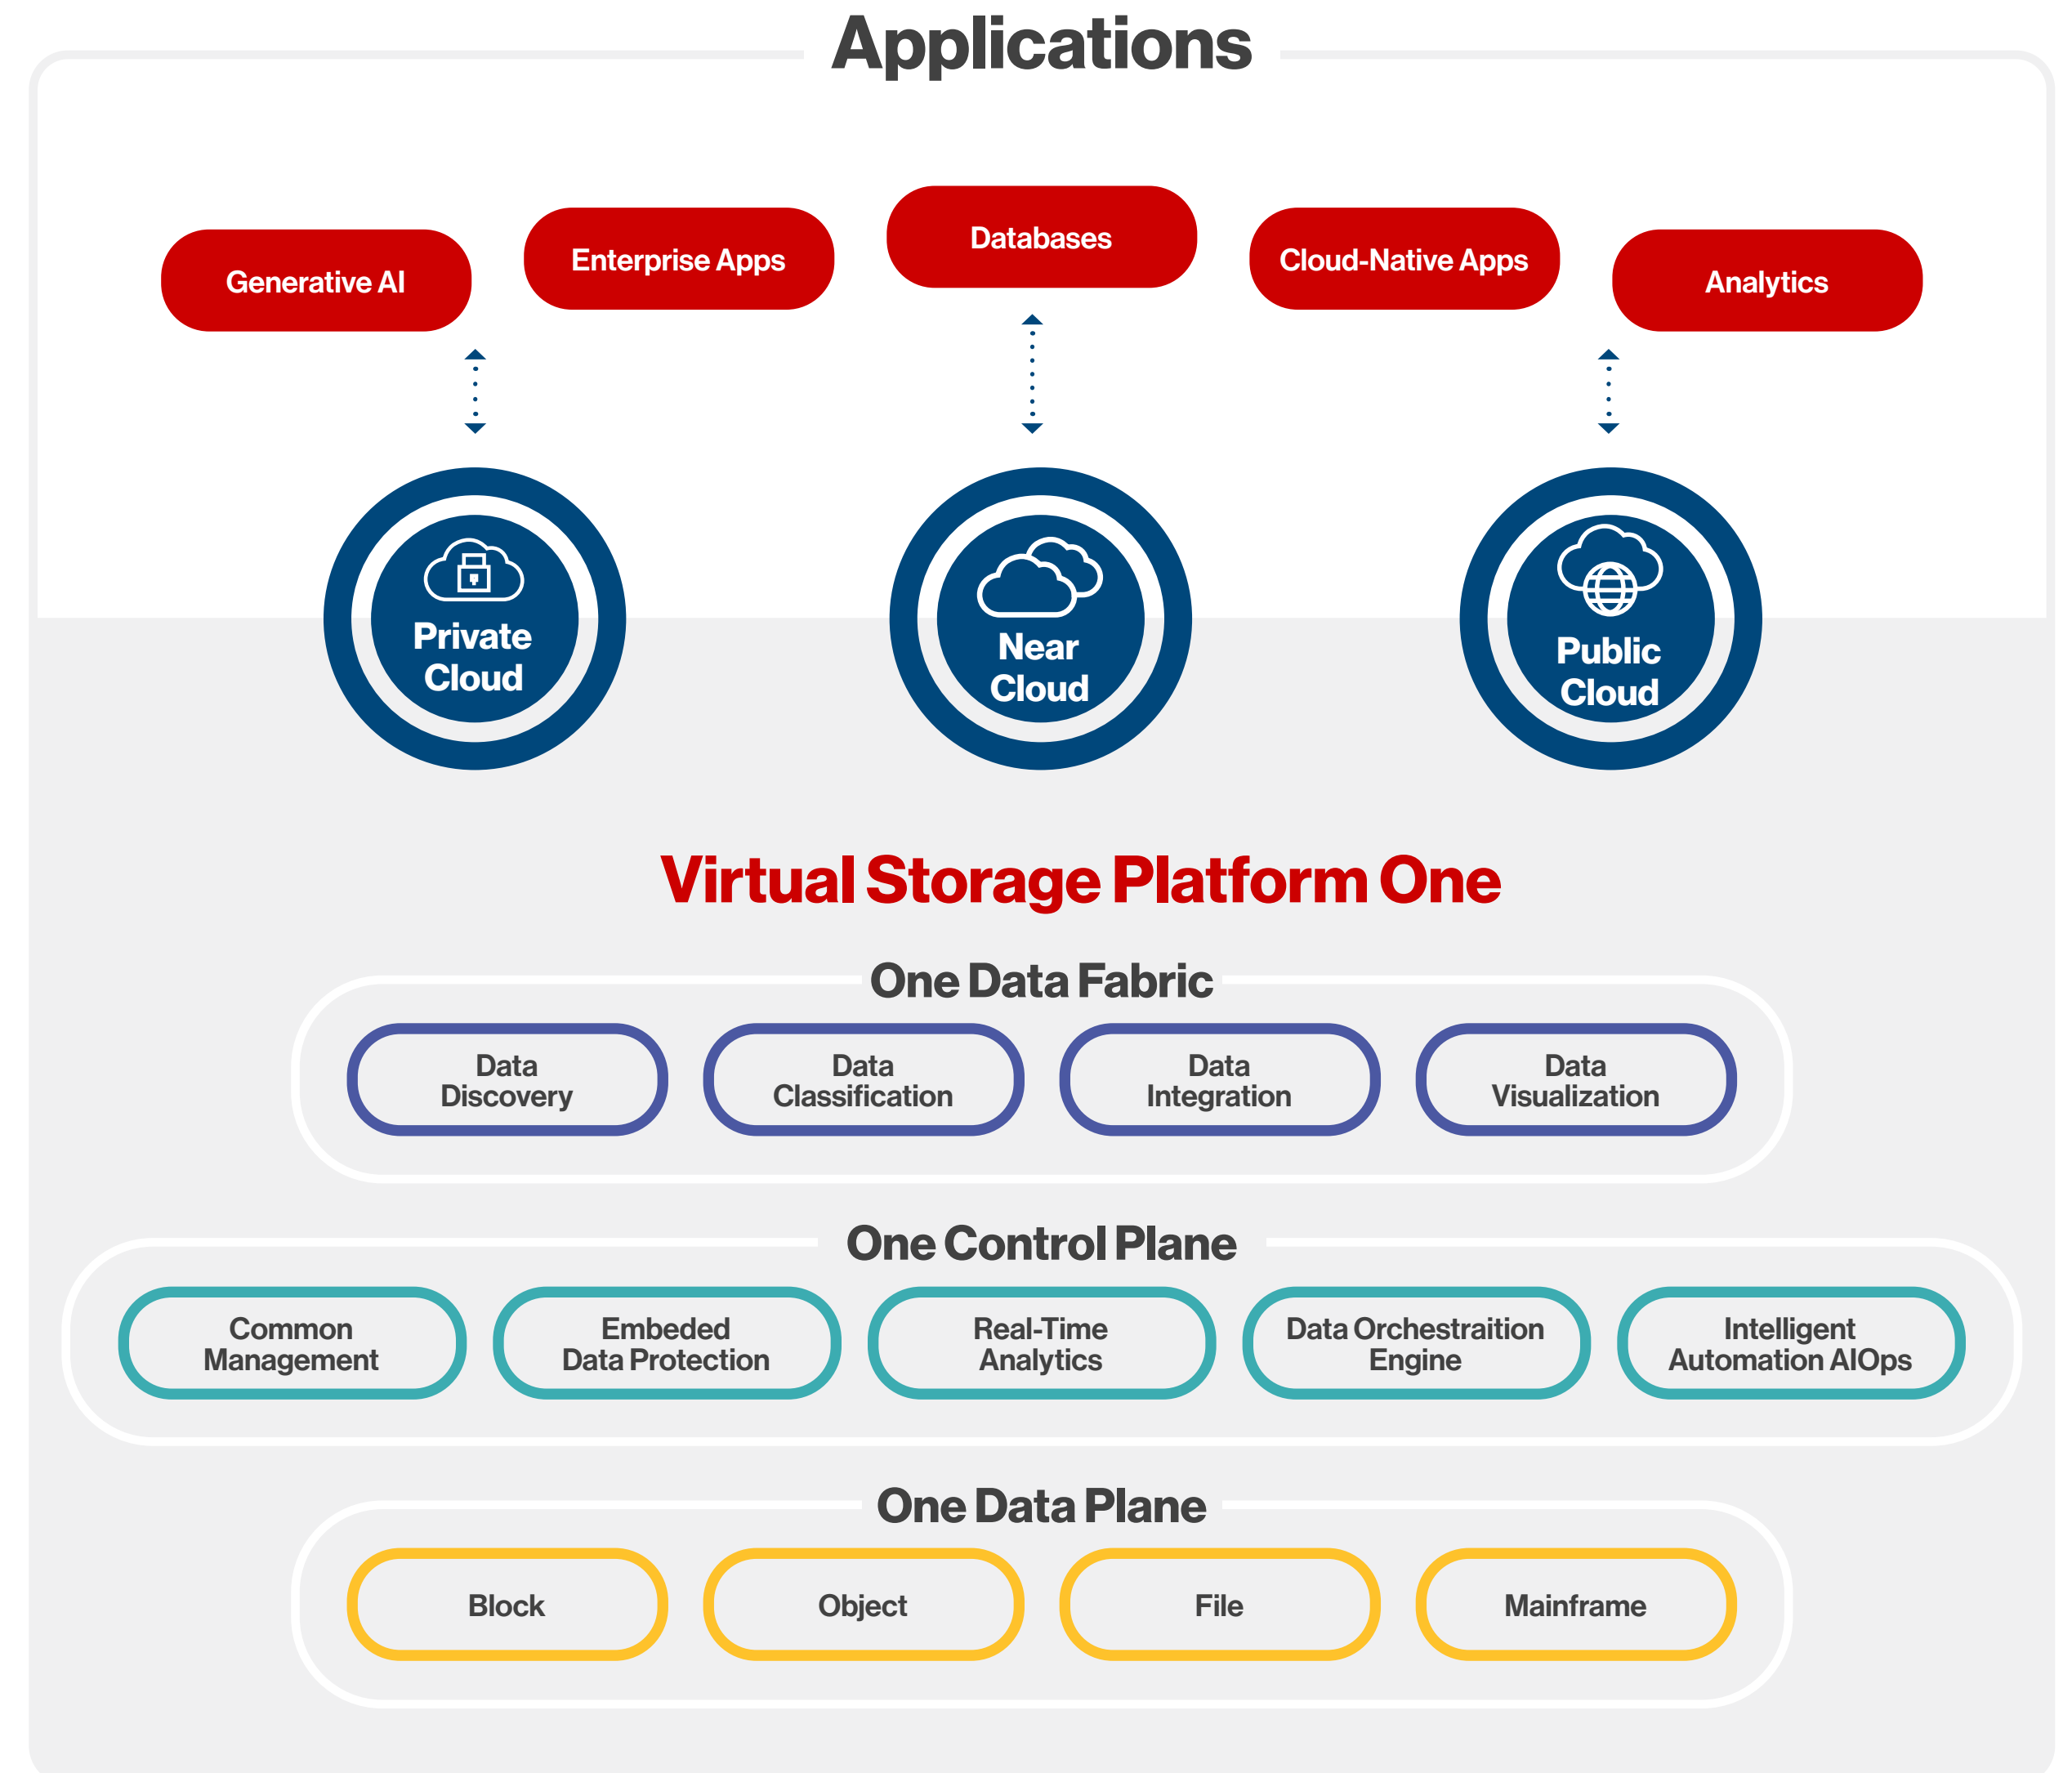 Applications
Generative AI
Enterprise Apps
Databases
Cloud-Native Apps
Analytics
Private
Cloud
Near
Cloud
Public
Cloud
Virtual Storage Platform One
One Data Fabric
Data
Discovery
Data
Classification
Data
Integration
Data
Visualization
One Control Plane
Common
Management
Embeded
Data Protection
Real-Time
Analytics
Data Orchestraition
Engine
Intelligent
Automation AIOps
One Data Plane
Block
Object
File
Mainframe